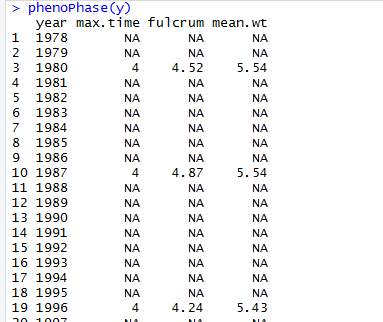 > phenoPhase(y)
year max.time fulcrum mean.wt
1 1978 NA NA NA
2 1979 NA NA NA
3 1980 4 4.52 5.54
4 1981 NA NA NA
5 1982 NA NA NA
6 1983 NA NA NA
7 1984 NA NA NA
8 1985 NA NA NA
9 1986 NA NA NA
10 1987 4 4.87 5.54
11 1988 NA NA NA
12 1989 NA NA NA
13 1990 NA NA NA
14 1991 NA NA NA
15 1992 NA NA NA
16 1993 NA NA NA
17 1994 NA NA NA
18 1995 NA NA NA
19 1996 4 4.24 5.43
20 1997 NA NA NA